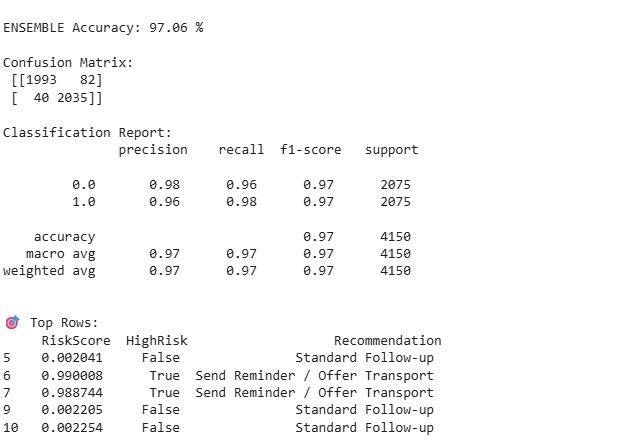 ENSEMBLE Accuracy: 97.06 %
Confusion Matrix:
[[1993   82]
[  40 2035]]
Classification Report:
precision    recall  f1-score   support
0.0       0.98      0.96      0.97      2075
1.0       0.96      0.98      0.97      2075
accuracy                           0.97      4150
macro avg       0.97      0.97      0.97      4150
weighted avg       0.97      0.97      0.97      4150
🎯 Top Rows:
RiskScore  HighRisk                   Recommendation
5    0.002041     False               Standard Follow-up
6    0.990008      True  Send Reminder / Offer Transport
7    0.988744      True  Send Reminder / Offer Transport
9    0.002205     False               Standard Follow-up
10   0.002254     False               Standard Follow-up